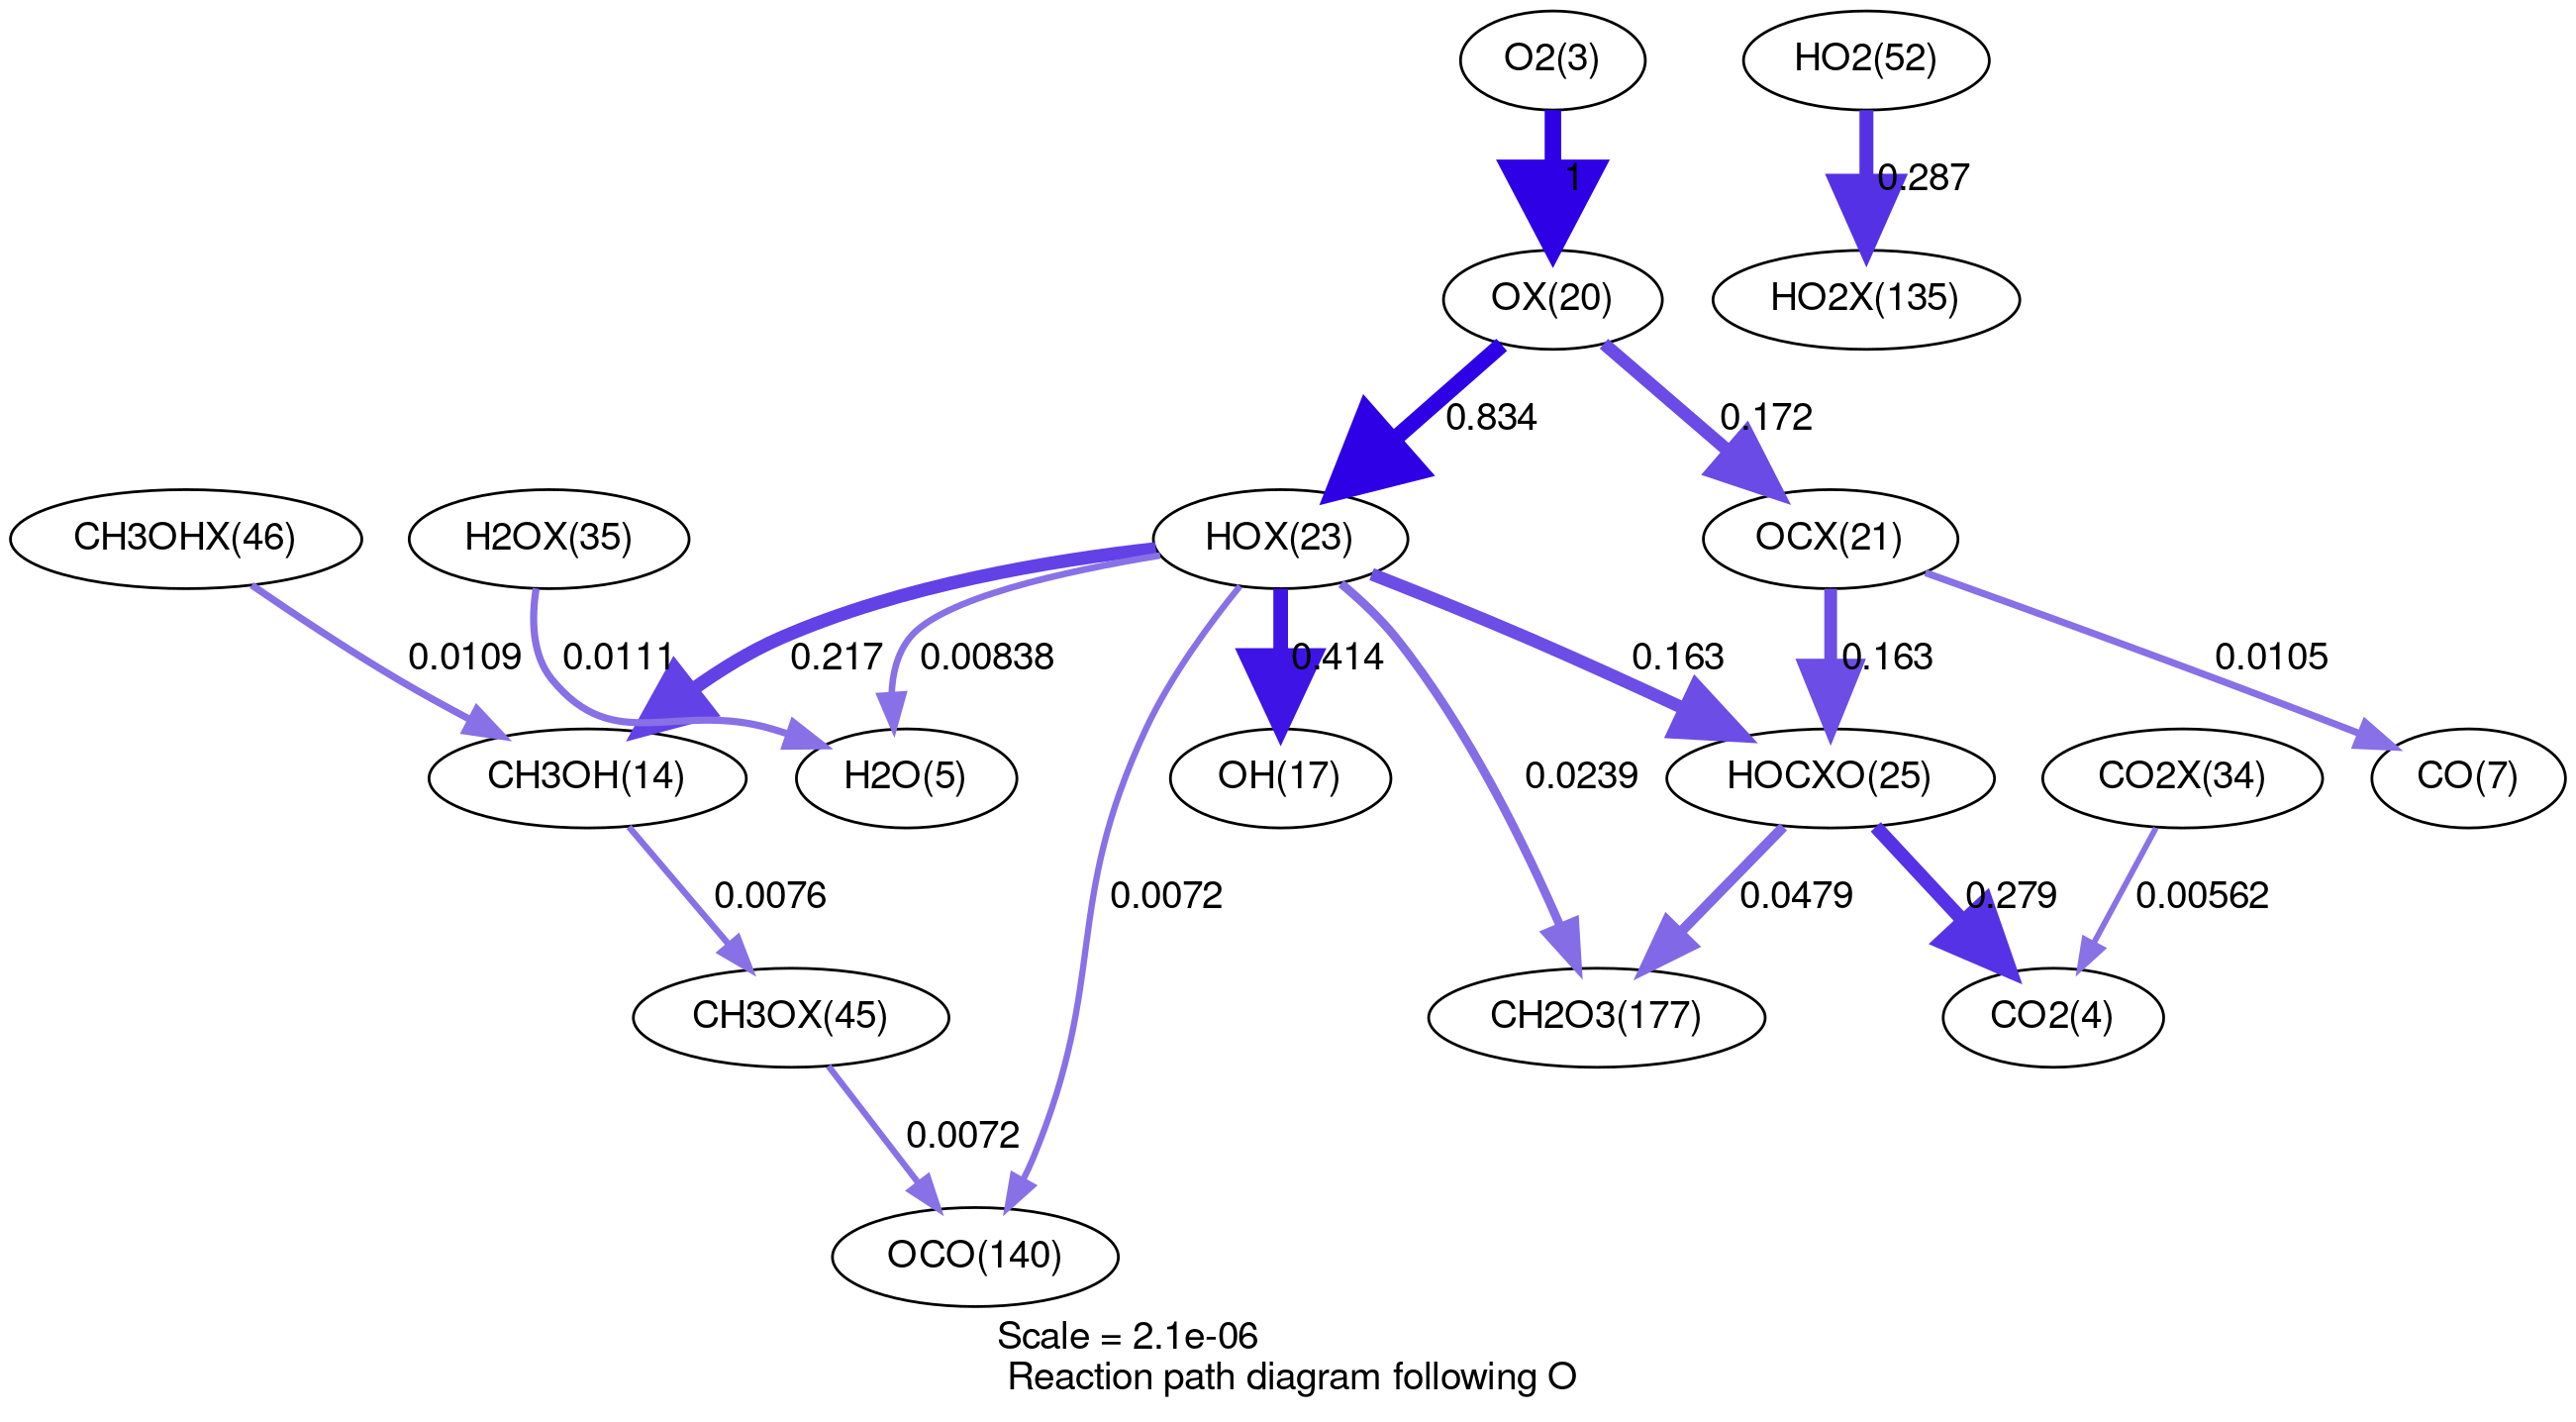 O2(3)
HO2(52)
1
0.287
OX(20)
HO2X(135)
0.834
0.172
CH3OHX(46)
H2OX(35)
HOX(23)
OCX(21)
0.0109
0.0111
0.217
0.00838
0.414
0.163
0.163
0.0105
CH3OH(14)
H2O(5)
OH(17)
HOCXO(25)
CO2X(34)
CO(7)
0.0239
0.0076
0.0072
0.0479
0.279
0.00562
CH3OX(45)
CH2O3(177)
CO2(4)
0.0072
OCO(140)
Scale = 2.1e-06
Reaction path diagram following O